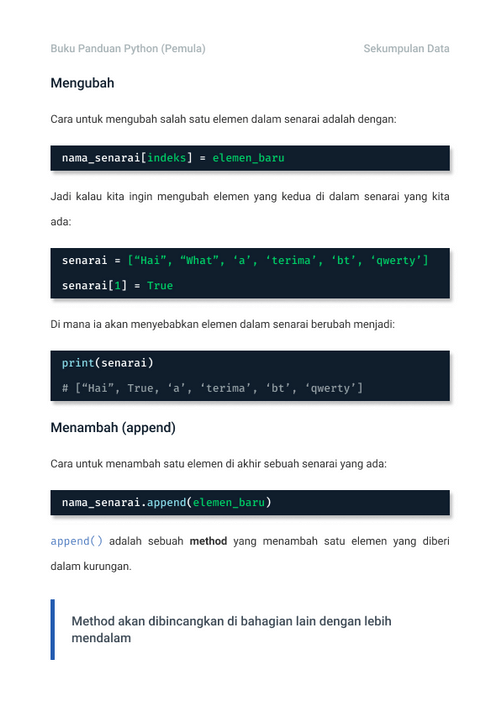 Buku Panduan Python (Pemula) Sekumpulan Data
Mengubah
Cara untuk mengubah salah satu elemen dalam senarai adalah dengan:
nama_senarai[indeks] = elemen_baru
Jadi kalau kita ingin mengubah elemen yang kedua di dalam senarai yang kita
ada:
senarai = [“Hai”, “What”, ‘a’, ‘terima’, ‘bt’, ‘qwerty’]
senarai[1] = True
Di mana ia akan menyebabkan elemen dalam senarai berubah menjadi:
print(senarai)
# [“Hai”, True, ‘a’, ‘terima’, ‘bt’, ‘qwerty’]
Menambah (append)
Cara untuk menambah satu elemen di akhir sebuah senarai yang ada:
nama_senarai.append(elemen_baru)
append() adalah sebuah method yang menambah satu elemen yang diberi
dalam kurungan.
Method akan dibincangkan di bahagian lain dengan lebih
mendalam